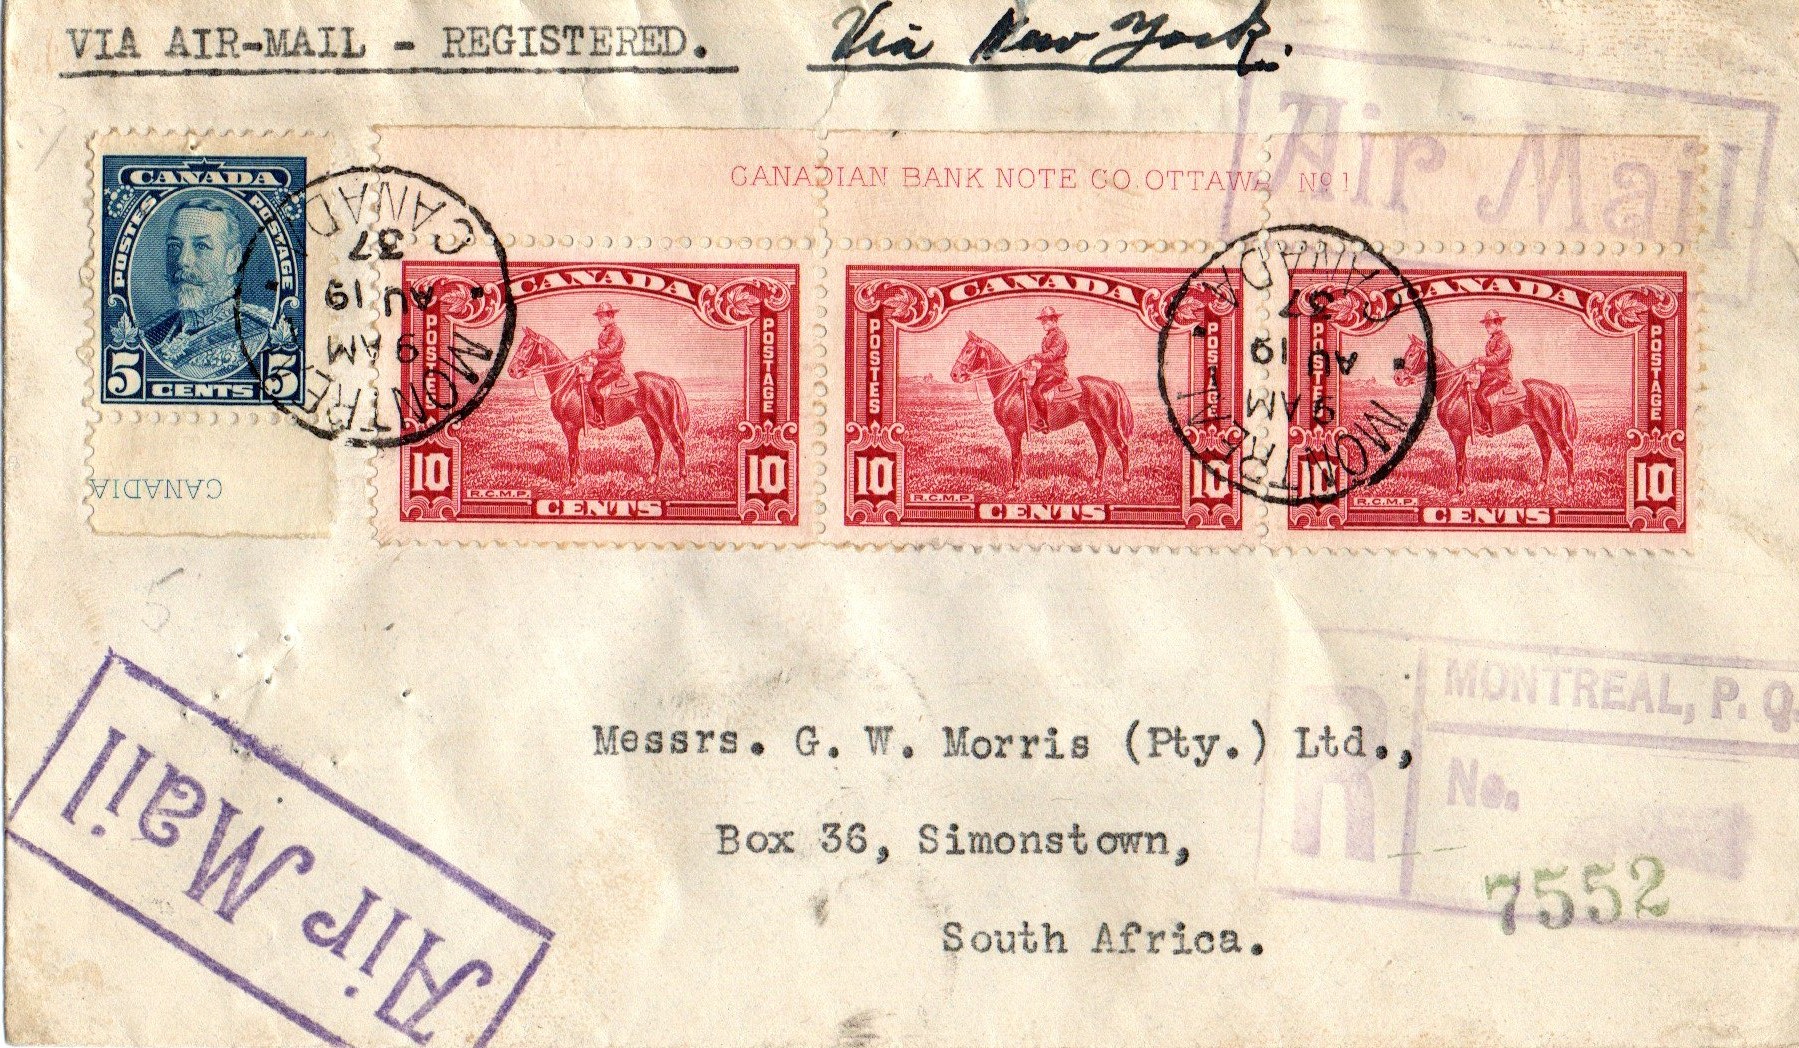 VIA AIR-MAIL - REGISTERED. Via New York.
Air Mail
CANADIAN BANK NOTE CO. OTTAWA No 1
CANADA
POSTES POSTAGE
5 CENTS 5
CANADIA
CANADA
POSTES POSTAGE
R.C.M.P.
10 CENTS 10
CANADA
POSTES POSTAGE
R.C.M.P.
10 CENTS 10
CANADA
POSTES POSTAGE
R.C.M.P.
10 CENTS 10
MONTREAL
9 AM
AU 19
37
CANADA
MONTREAL
9 AM
AU 19
37
CANADA
Messrs. G. W. Morris (Pty.) Ltd.,
Box 36, Simonstown,
South Africa.
R
MONTREAL, P. Q.
No.
7552
Air Mail